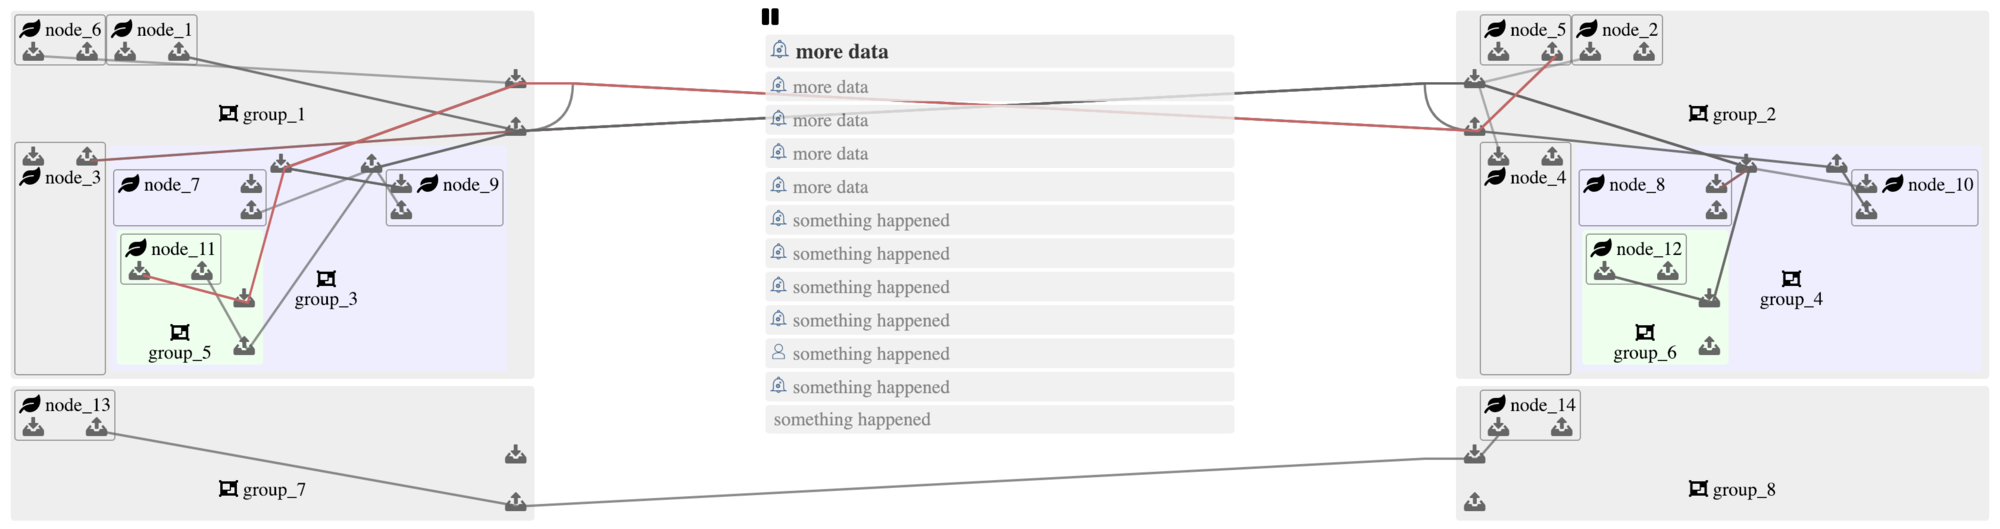 node_6
node_1
group_1
node_3
node_7
node_9
node_11
group_3
group_5
node_13
group_7
more data
more data
more data
more data
more data
something happened
something happened
something happened
something happened
something happened
something happened
something happened
node_5
node_2
group_2
node_4
node_8
node_10
node_12
group_4
group_6
node_14
group_8